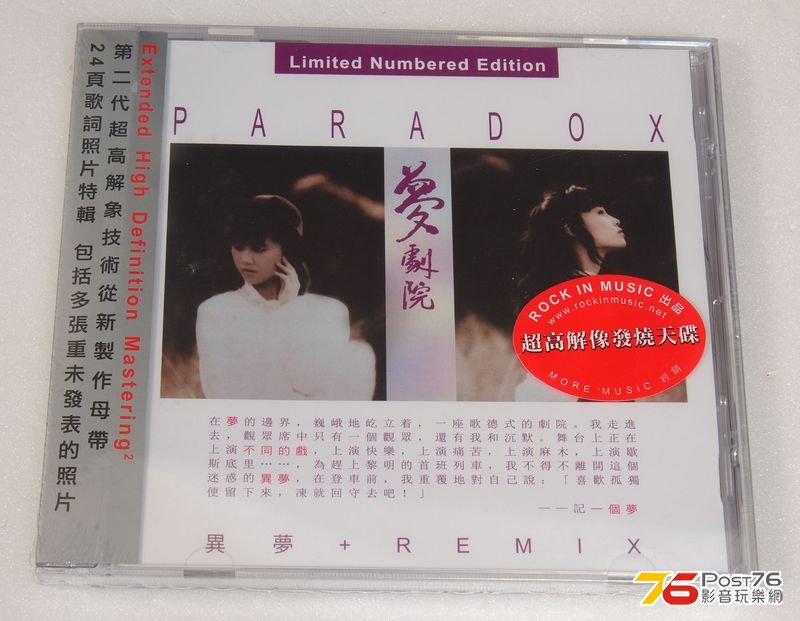 Extended High Definition Mastering²
第二代超高解象技術從新製作母帶
24頁歌詞照片特輯 包括多張重未發表的照片
Limited Numbered Edition
PARADOX
夢劇院
ROCK IN MUSIC 出品
www.rockinmusic.net
超高解像發燒天碟
MORE MUSIC 經銷
在夢的邊界，巍峨地屹立着，一座歌德式的劇院。我走進
去，觀眾席中只有一個觀眾，還有我和沉默。舞台上正在
上演不同的戲，上演快樂，上演痛苦，上演麻木，上演歇
斯底里……，為趕上黎明的首班列車，我不得不離開這個
迷惑的異夢，在登車前，我重覆地對自己說：「喜歡孤獨
便留下來，凍就回守去吧！」
——記一個夢
異夢+REMIX
76 POST76
影音玩樂網